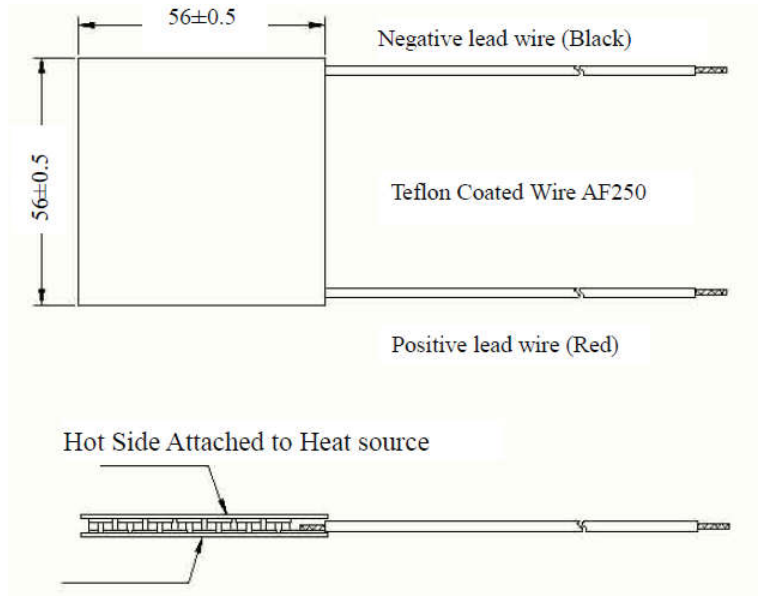 56±0.5
Negative lead wire (Black)
56±0.5
Teflon Coated Wire AF250
Positive lead wire (Red)
Hot Side Attached to Heat source